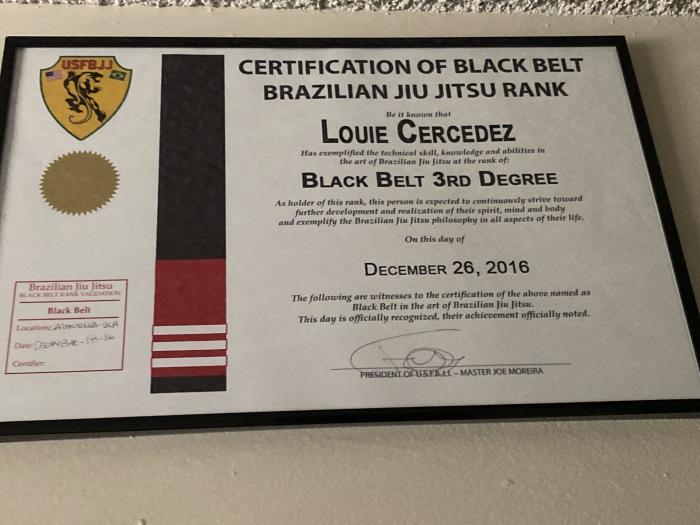 USFBJJ
CERTIFICATION OF BLACK BELT
BRAZILIAN JIU JITSU RANK
Be it known that
LOUIE CERCEDEZ
Has exemplified the technical skill, knowledge and abilities in
the art of Brazilian Jiu Jitsu at the rank of:
BLACK BELT 3RD DEGREE
As holder of this rank, this person is expected to continuously strive toward
further development and realization of their spirit, mind and body
and exemplify the Brazilian Jiu Jitsu philosophy in all aspects of their life.
On this day of
DECEMBER 26, 2016
The following are witnesses to the certification of the above named as
Black Belt in the art of Brazilian Jiu Jitsu.
This day is officially recognized, their achievement officially noted.
PRESIDENT OF U.S.F.B.J.J. – MASTER JOE MOREIRA
Brazilian Jiu Jitsu
BLACK BELT RANK VALIDATION
Black Belt
Location:
Date:
Certifier: